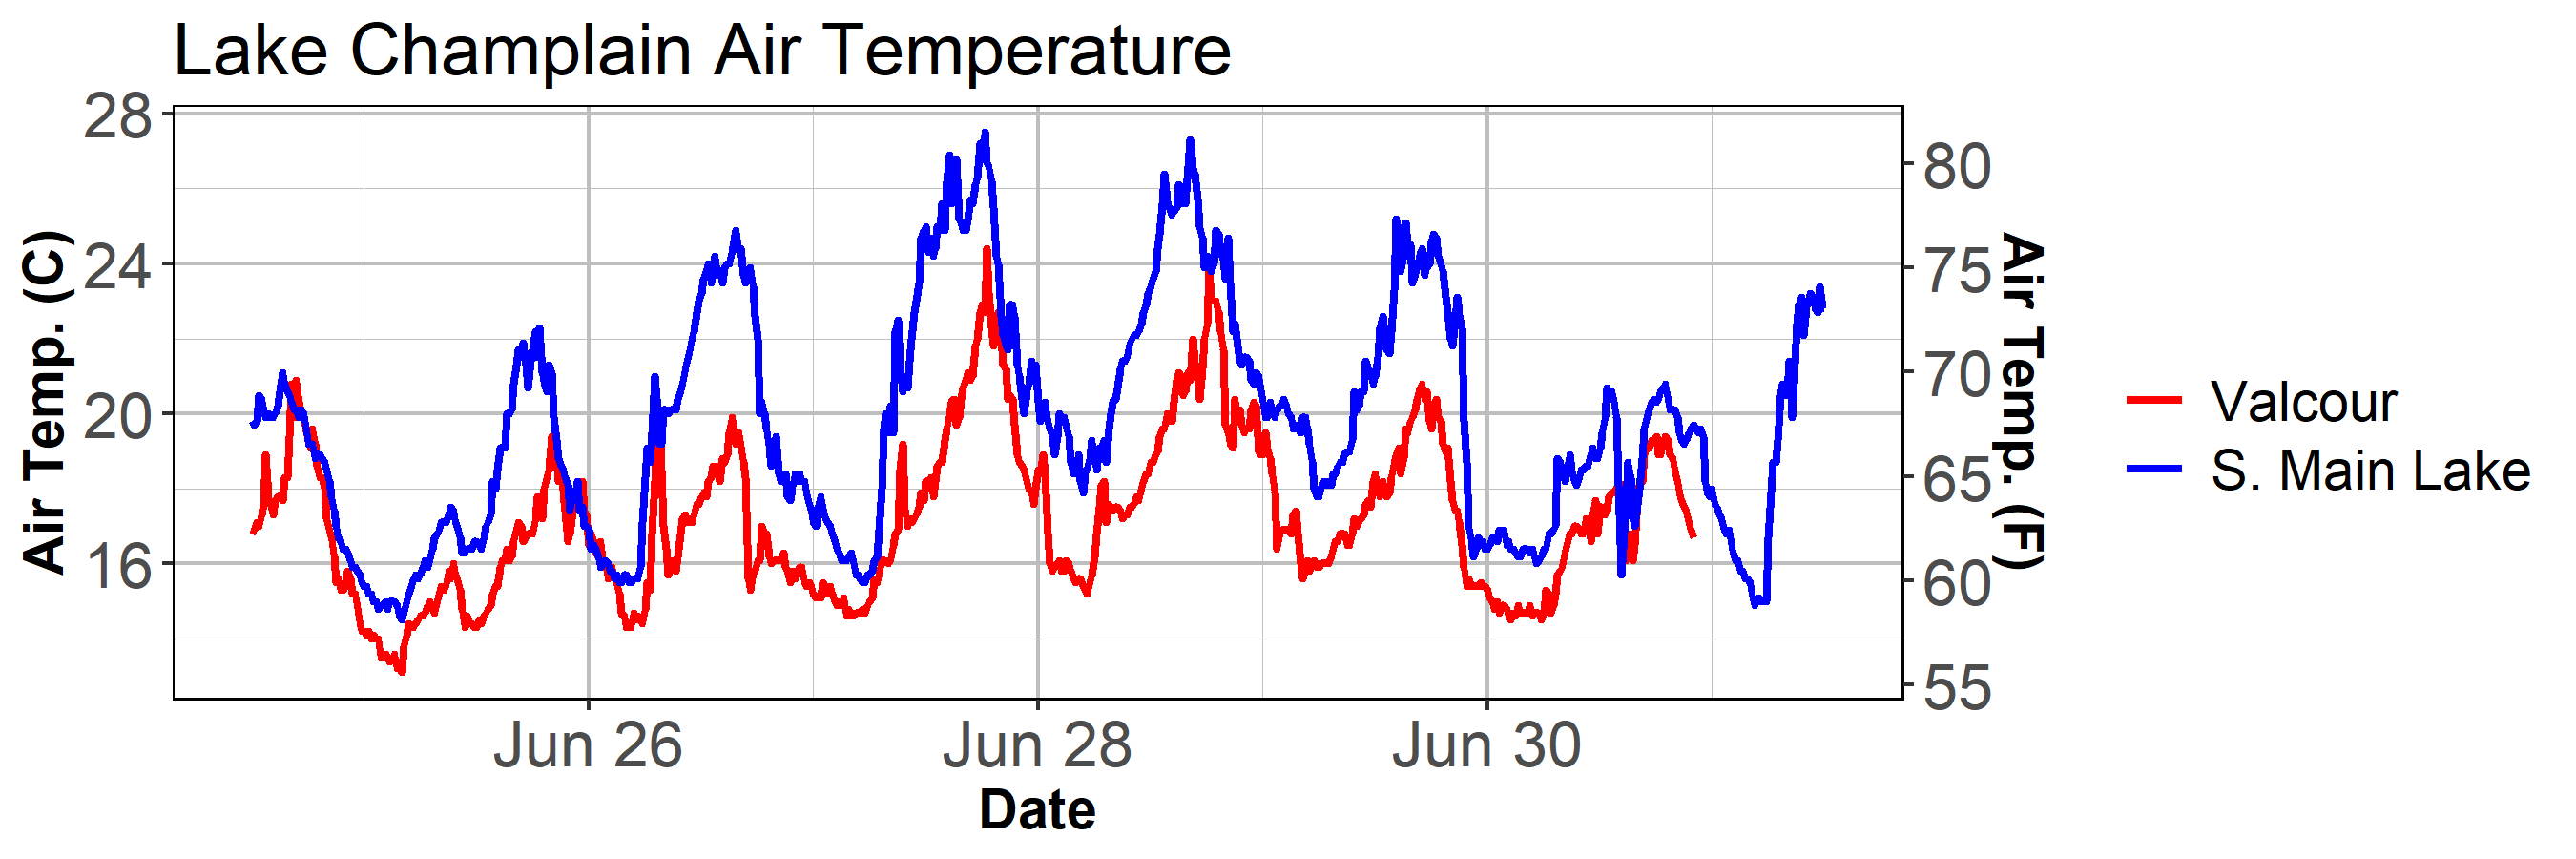 Lake Champlain Air Temperature
Air Temp. (C)
28
24
20
16
Air Temp. (F)
80
75
70
65
60
55
Jun 26
Jun 28
Jun 30
Date
Valcour
S. Main Lake